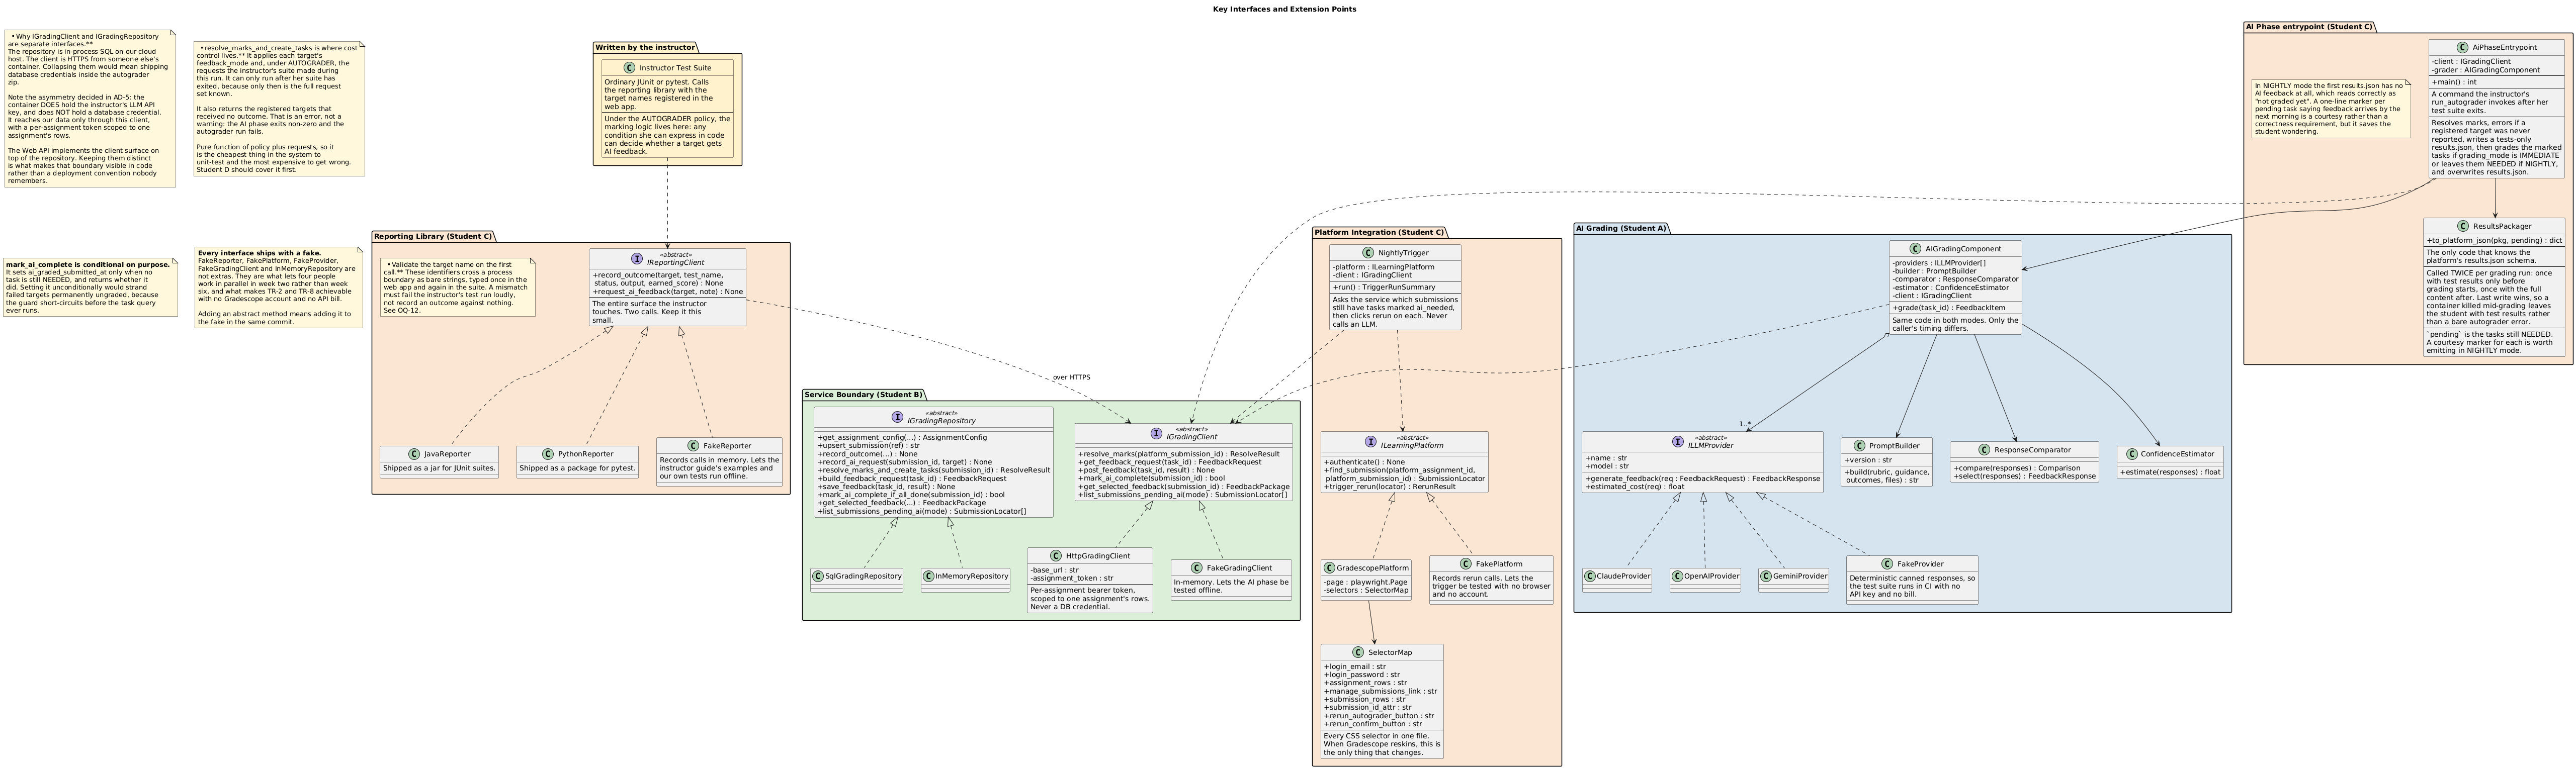 Key Interfaces and Extension Points
• Why IGradingClient and IGradingRepository
are separate interfaces.**
The repository is in-process SQL on our cloud
host. The client is HTTPS from someone else's
container. Collapsing them would mean shipping
database credentials inside the autograder
zip.
Note the asymmetry decided in AD-5: the
container DOES hold the instructor's LLM API
key, and does NOT hold a database credential.
It reaches our data only through this client,
with a per-assignment token scoped to one
assignment's rows.
The Web API implements the client surface on
top of the repository. Keeping them distinct
is what makes that boundary visible in code
rather than a deployment convention nobody
remembers.
• resolve_marks_and_create_tasks is where cost
control lives.** It applies each target's
feedback_mode and, under AUTOGRADER, the
requests the instructor's suite made during
this run. It can only run after her suite has
exited, because only then is the full request
set known.
It also returns the registered targets that
received no outcome. That is an error, not a
warning: the AI phase exits non-zero and the
autograder run fails.
Pure function of policy plus requests, so it
is the cheapest thing in the system to
unit-test and the most expensive to get wrong.
Student D should cover it first.
Written by the instructor
C Instructor Test Suite
Ordinary JUnit or pytest. Calls
the reporting library with the
target names registered in the
web app.
Under the AUTOGRADER policy, the
marking logic lives here: any
condition she can express in code
can decide whether a target gets
AI feedback.
AI Phase entrypoint (Student C)
In NIGHTLY mode the first results.json has no
AI feedback at all, which reads correctly as
"not graded yet". A one-line marker per
pending task saying feedback arrives by the
next morning is a courtesy rather than a
correctness requirement, but it saves the
student wondering.
C AiPhaseEntrypoint
-client : IGradingClient
-grader : AIGradingComponent
+main() : int
A command the instructor's
run_autograder invokes after her
test suite exits.
Resolves marks, errors if a
registered target was never
reported, writes a tests-only
results.json, then grades the marked
tasks if grading_mode is IMMEDIATE
or leaves them NEEDED if NIGHTLY,
and overwrites results.json.
C ResultsPackager
+to_platform_json(pkg, pending) : dict
The only code that knows the
platform's results.json schema.
Called TWICE per grading run: once
with test results only before
grading starts, once with the full
content after. Last write wins, so a
container killed mid-grading leaves
the student with test results rather
than a bare autograder error.
`pending` is the tasks still NEEDED.
A courtesy marker for each is worth
emitting in NIGHTLY mode.
mark_ai_complete is conditional on purpose.
It sets ai_graded_submitted_at only when no
task is still NEEDED, and returns whether it
did. Setting it unconditionally would strand
failed targets permanently ungraded, because
the guard short-circuits before the task query
ever runs.
Every interface ships with a fake.
FakeReporter, FakePlatform, FakeProvider,
FakeGradingClient and InMemoryRepository are
not extras. They are what lets four people
work in parallel in week two rather than week
six, and what makes TR-2 and TR-8 achievable
with no Gradescope account and no API bill.
Adding an abstract method means adding it to
the fake in the same commit.
Reporting Library (Student C)
• Validate the target name on the first
call.** These identifiers cross a process
boundary as bare strings, typed once in the
web app and again in the suite. A mismatch
must fail the instructor's test run loudly,
not record an outcome against nothing.
See OQ-12.
«abstract»
I IReportingClient
+record_outcome(target, test_name,
status, output, earned_score) : None
+request_ai_feedback(target, note) : None
The entire surface the instructor
touches. Two calls. Keep it this
small.
C JavaReporter
Shipped as a jar for JUnit suites.
C PythonReporter
Shipped as a package for pytest.
C FakeReporter
Records calls in memory. Lets the
instructor guide's examples and
our own tests run offline.
over HTTPS
Service Boundary (Student B)
«abstract»
I IGradingRepository
+get_assignment_config(...) : AssignmentConfig
+upsert_submission(ref) : str
+record_outcome(...) : None
+record_ai_request(submission_id, target) : None
+resolve_marks_and_create_tasks(submission_id) : ResolveResult
+build_feedback_request(task_id) : FeedbackRequest
+save_feedback(task_id, result) : None
+mark_ai_complete_if_all_done(submission_id) : bool
+get_selected_feedback(...) : FeedbackPackage
+list_submissions_pending_ai(mode) : SubmissionLocator[]
«abstract»
I IGradingClient
+resolve_marks(platform_submission_id) : ResolveResult
+get_feedback_request(task_id) : FeedbackRequest
+post_feedback(task_id, result) : None
+mark_ai_complete(submission_id) : bool
+get_selected_feedback(submission_id) : FeedbackPackage
+list_submissions_pending_ai(mode) : SubmissionLocator[]
C SqlGradingRepository
C InMemoryRepository
C HttpGradingClient
-base_url : str
-assignment_token : str
Per-assignment bearer token,
scoped to one assignment's rows.
Never a DB credential.
C FakeGradingClient
In-memory. Lets the AI phase be
tested offline.
Platform Integration (Student C)
C NightlyTrigger
-platform : ILearningPlatform
-client : IGradingClient
+run() : TriggerRunSummary
Asks the service which submissions
still have tasks marked ai_needed,
then clicks rerun on each. Never
calls an LLM.
«abstract»
I ILearningPlatform
+authenticate() : None
+find_submission(platform_assignment_id,
platform_submission_id) : SubmissionLocator
+trigger_rerun(locator) : RerunResult
C GradescopePlatform
-page : playwright.Page
-selectors : SelectorMap
C FakePlatform
Records rerun calls. Lets the
trigger be tested with no browser
and no account.
C SelectorMap
+login_email : str
+login_password : str
+assignment_rows : str
+manage_submissions_link : str
+submission_rows : str
+submission_id_attr : str
+rerun_autograder_button : str
+rerun_confirm_button : str
Every CSS selector in one file.
When Gradescope reskins, this is
the only thing that changes.
AI Grading (Student A)
C AIGradingComponent
-providers : ILLMProvider[]
-builder : PromptBuilder
-comparator : ResponseComparator
-estimator : ConfidenceEstimator
-client : IGradingClient
+grade(task_id) : FeedbackItem
Same code in both modes. Only the
caller's timing differs.
1..*
«abstract»
I ILLMProvider
+name : str
+model : str
+generate_feedback(req : FeedbackRequest) : FeedbackResponse
+estimated_cost(req) : float
C PromptBuilder
+version : str
+build(rubric, guidance,
outcomes, files) : str
C ResponseComparator
+compare(responses) : Comparison
+select(responses) : FeedbackResponse
C ConfidenceEstimator
+estimate(responses) : float
C ClaudeProvider
C OpenAIProvider
C GeminiProvider
C FakeProvider
Deterministic canned responses, so
the test suite runs in CI with no
API key and no bill.